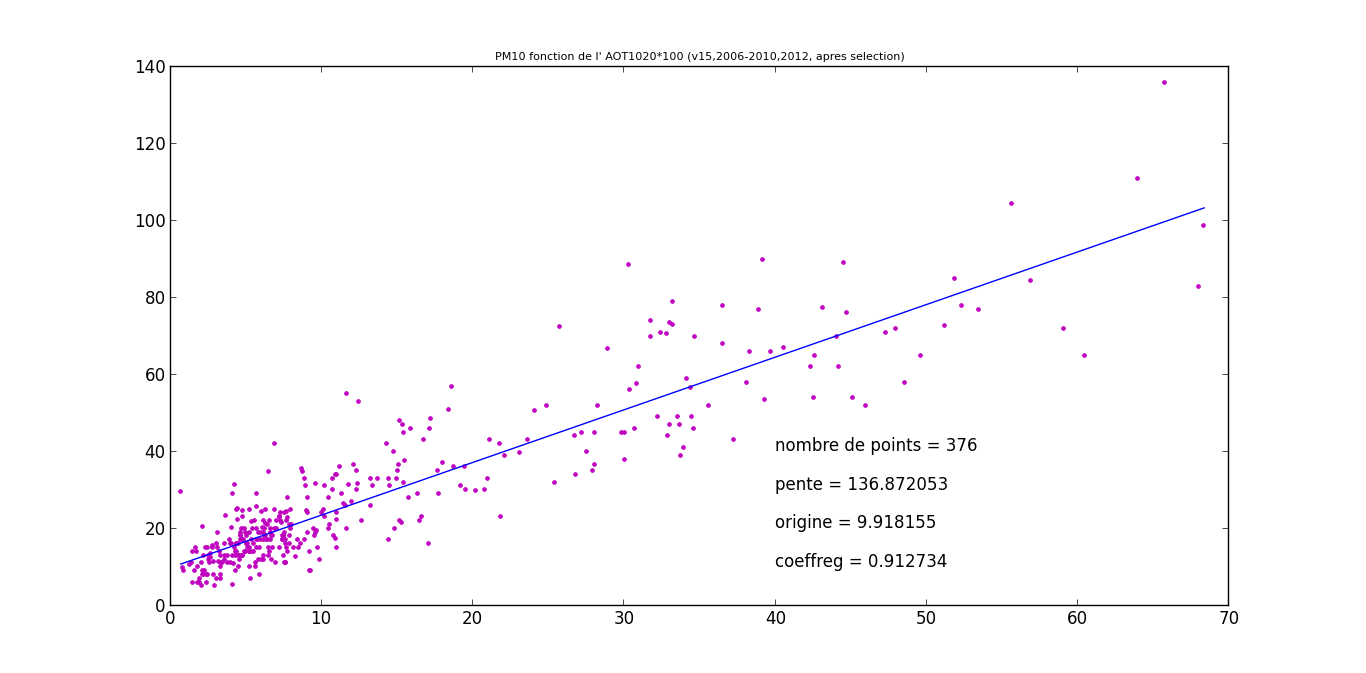 PM10 fonction de l' AOT1020*100 (v15,2006-2010,2012, apres selection)
140
120
100
80
60
40
20
0
nombre de points = 376
pente = 136.872053
origine = 9.918155
coeffreg = 0.912734
0 10 20 30 40 50 60 70